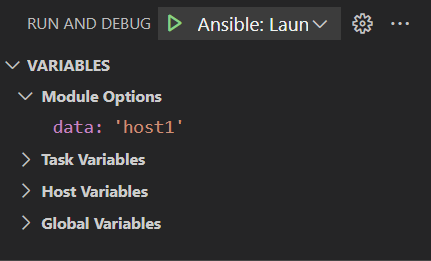 RUN AND DEBUG Ansible: Laun
VARIABLES
Module Options
data: 'host1'
Task Variables
Host Variables
Global Variables